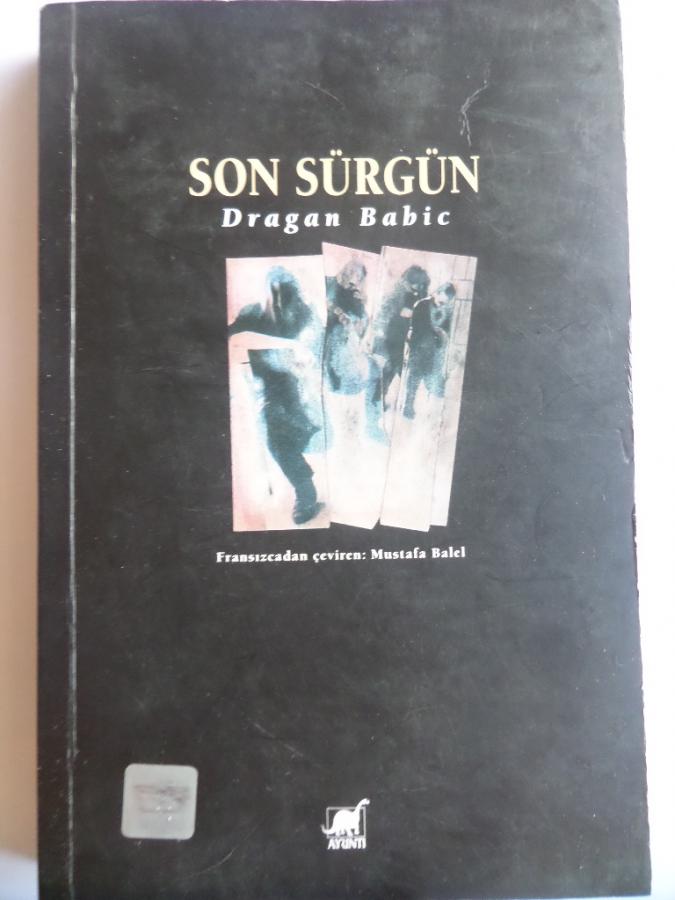 SON SÜRGÜN
Dragan Babic
Fransızcadan çeviren: Mustafa Balel
AYRINTI